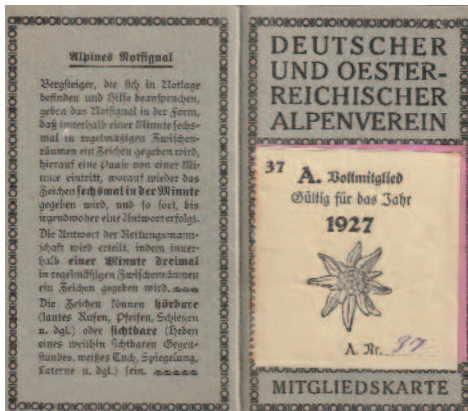 Alpines Notsignal
Bergsteiger, die sich in Notlage
befinden und Hilfe beanspruchen,
geben das Notsignal in der Form,
daß innerhalb einer Minute sechs-
mal in regelmäßigen Zwischen-
räumen ein Zeichen gegeben wird,
hierauf eine Pause von einer Mi-
nute eintritt, worauf wieder das
Zeichen sechsmal in der Minute
gegeben wird, und so fort, bis
irgendwoher eine Antwort erfolgt.
Die Antwort der Rettungsmann-
schaft wird erteilt, indem inner-
halb einer Minute dreimal
in regelmäßigen Zwischenräumen
ein Zeichen gegeben wird.
Die Zeichen können hörbare
(lautes Rufen, Pfeifen, Schießen
u. dgl.) oder sichtbare (Heben
eines weithin sichtbaren Gegen-
standes, weißes Tuch, Spiegelung,
Laterne u. dgl.) sein.
DEUTSCHER
UND OESTER-
REICHISCHER
ALPENVEREIN
37 A. Vollmitglied
Gültig für das Jahr
1927
A. Nr. 37
MITGLIEDSKARTE